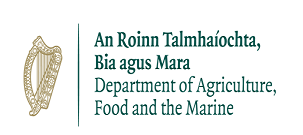 An Roinn Talmhaíochta,
Bia agus Mara
Department of Agriculture,
Food and the Marine